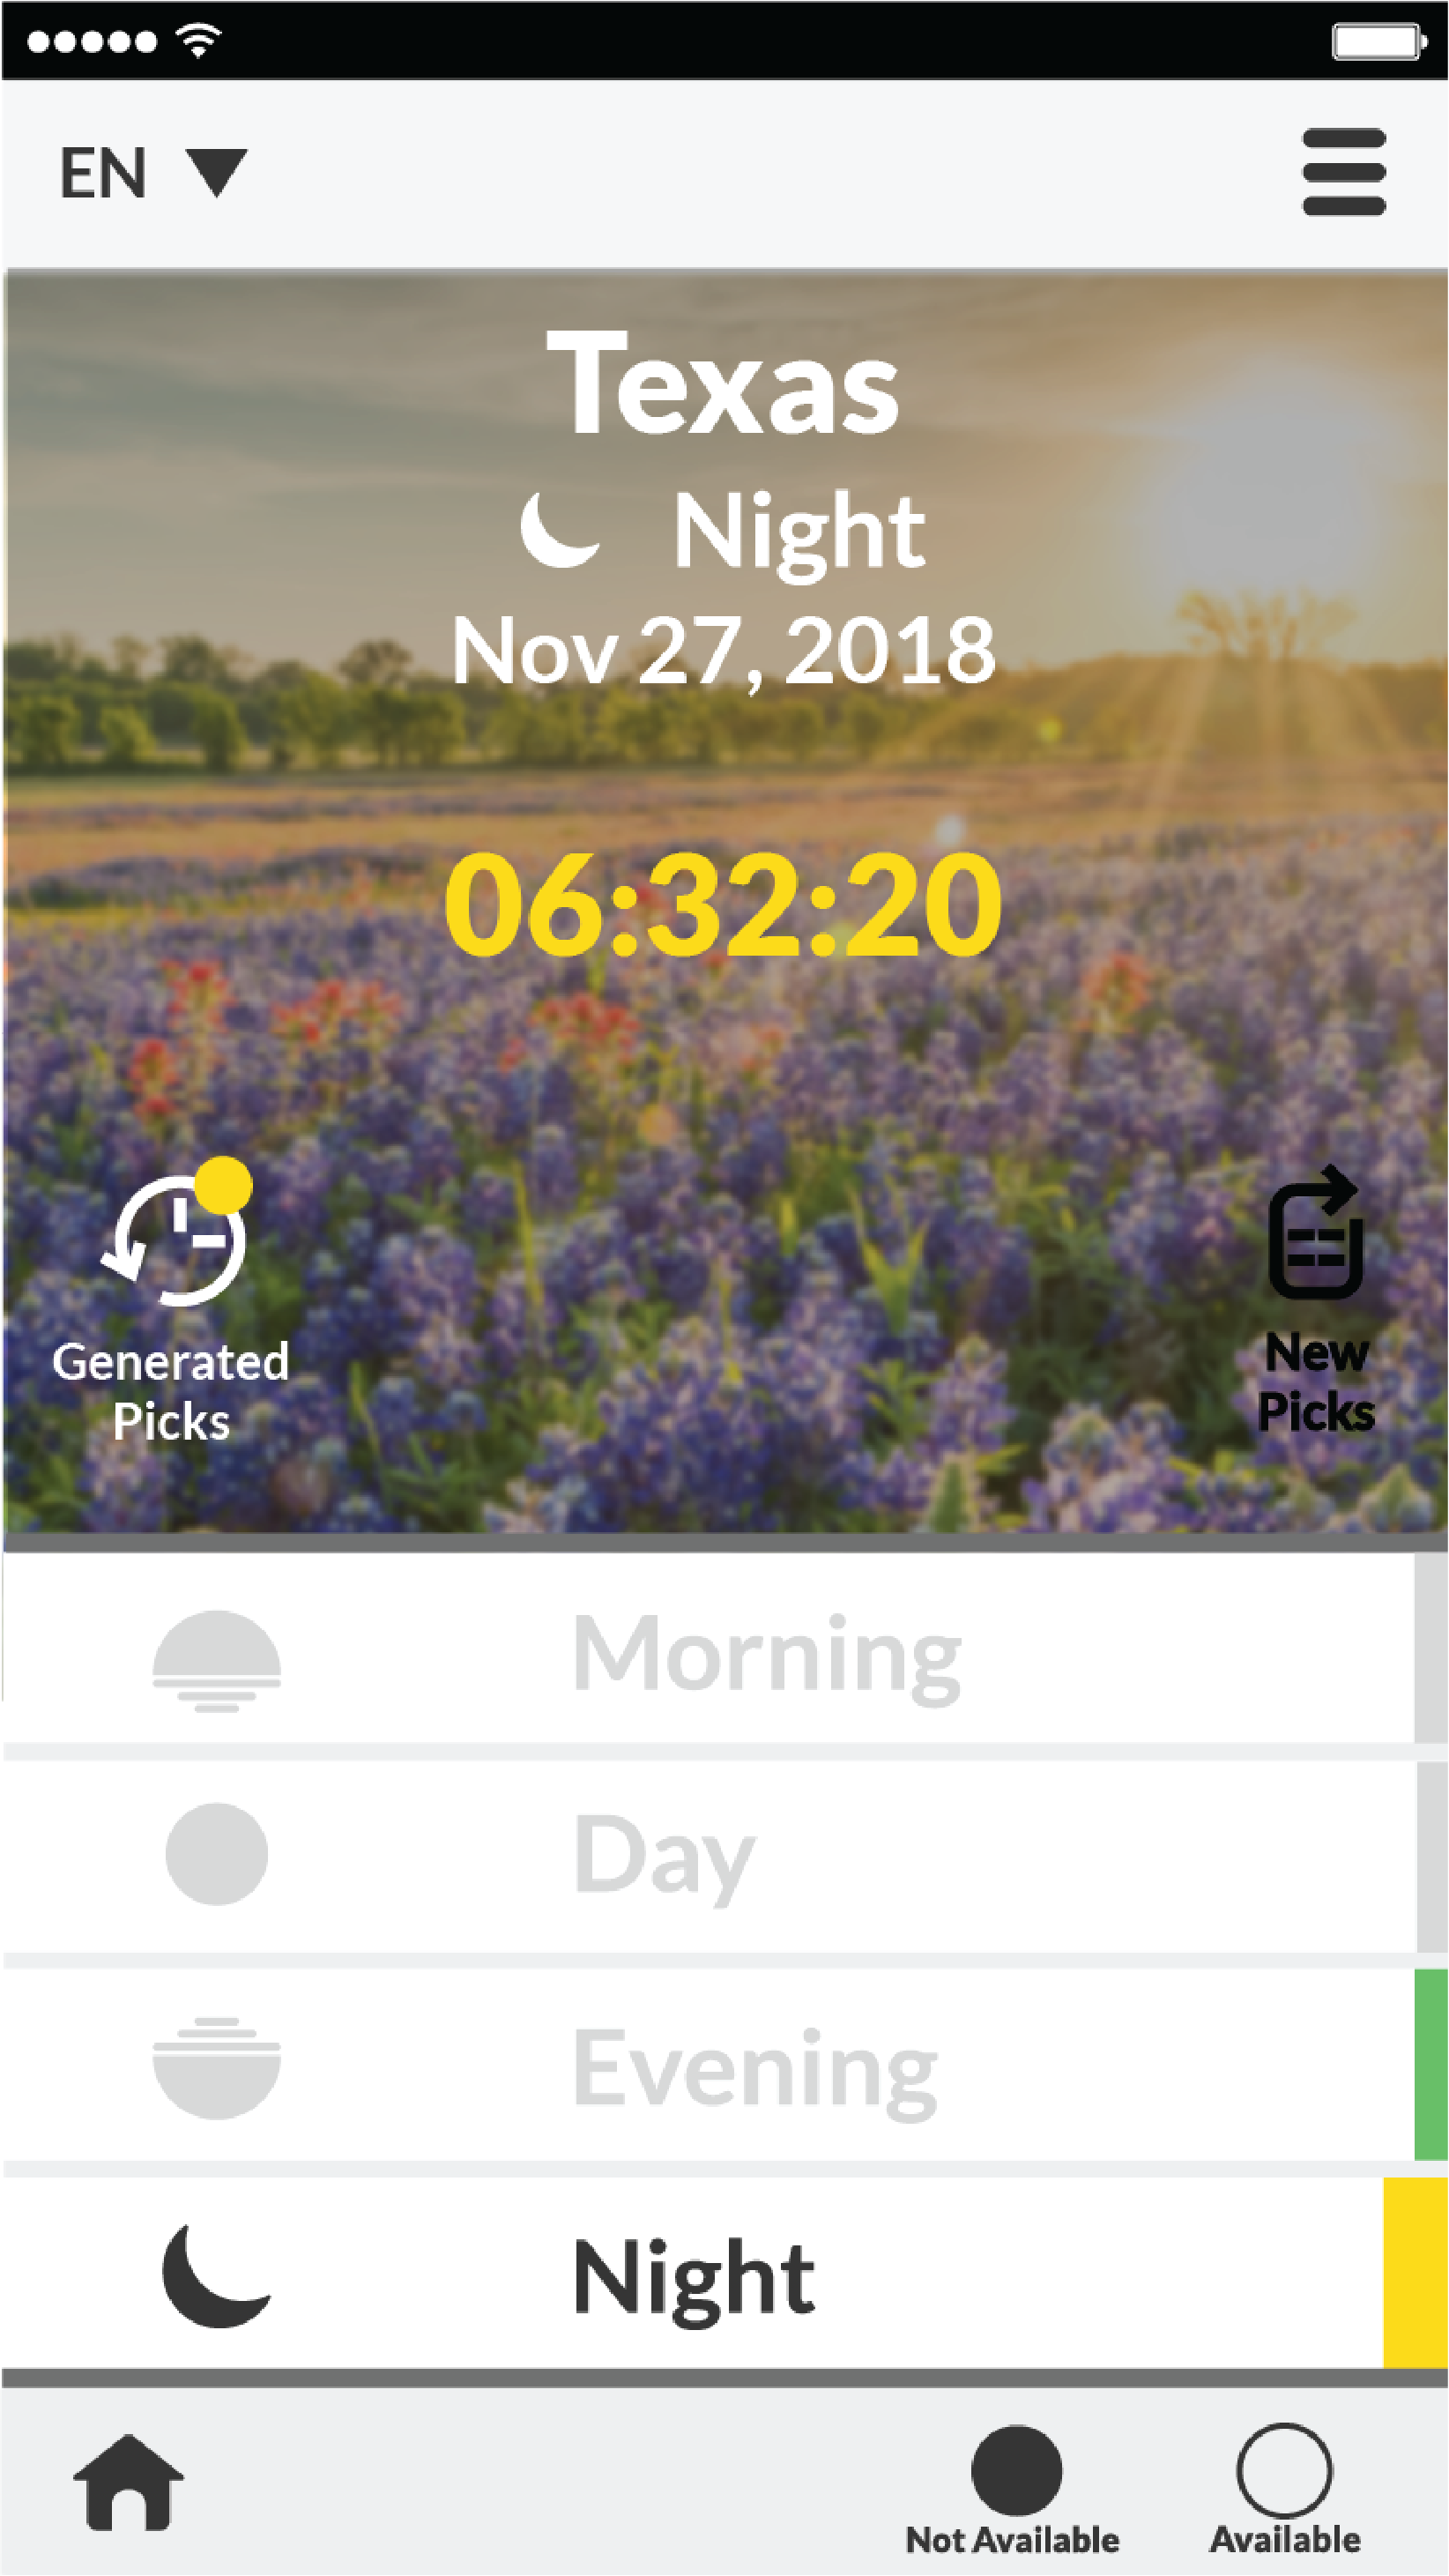 EN
Texas
Night
Nov 27, 2018
06:32:20
Generated
Picks
New
Picks
Morning
Day
Evening
Night
Not Available
Available